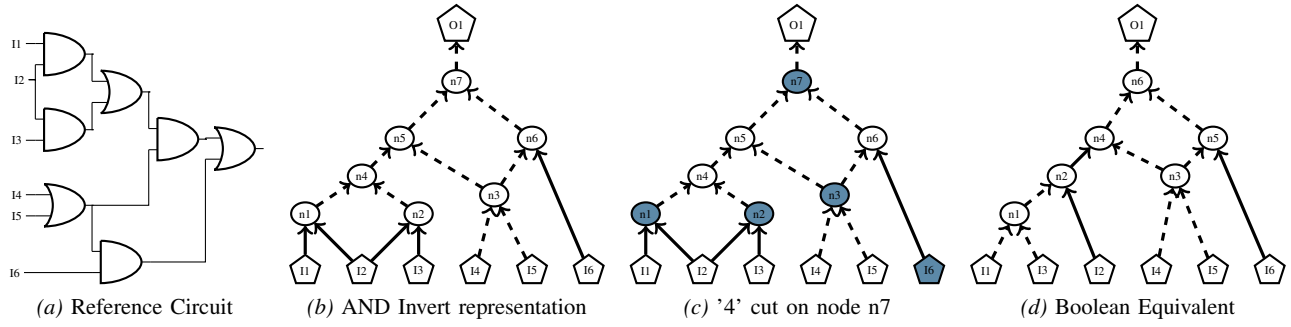 I1
I2
I3
I4
I5
I6
(a) Reference Circuit
O1
n7
n5
n6
n4
n3
n1
n2
I1
I2
I3
I4
I5
I6
(b) AND Invert representation
O1
n7
n5
n6
n4
n3
n1
n2
I1
I2
I3
I4
I5
I6
(c) '4' cut on node n7
O1
n6
n4
n5
n2
n3
n1
I1
I3
I2
I4
I5
I6
(d) Boolean Equivalent